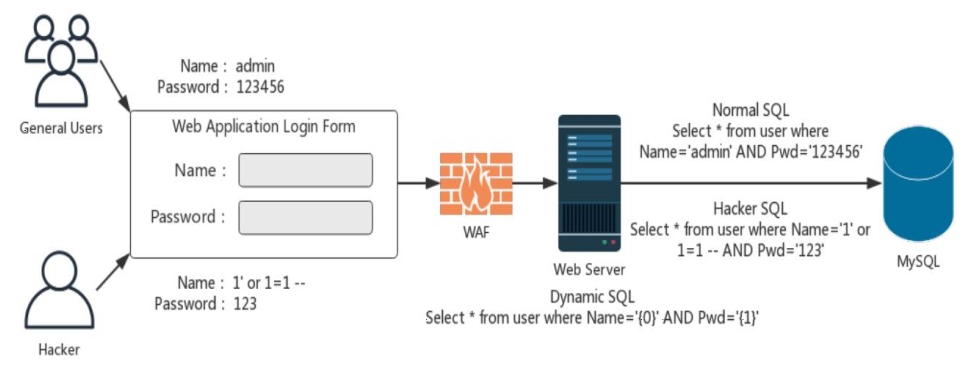 Name : admin
Password : 123456
General Users
Web Application Login Form
Name :
Password :
WAF
Web Server
Normal SQL
Select * from user where
Name='admin' AND Pwd='123456'
Hacker SQL
Select * from user where Name='1' or
1=1 -- AND Pwd='123'
MySQL
Name : 1' or 1=1 --
Password : 123
Hacker
Dynamic SQL
Select * from user where Name='{0}' AND Pwd='{1}'